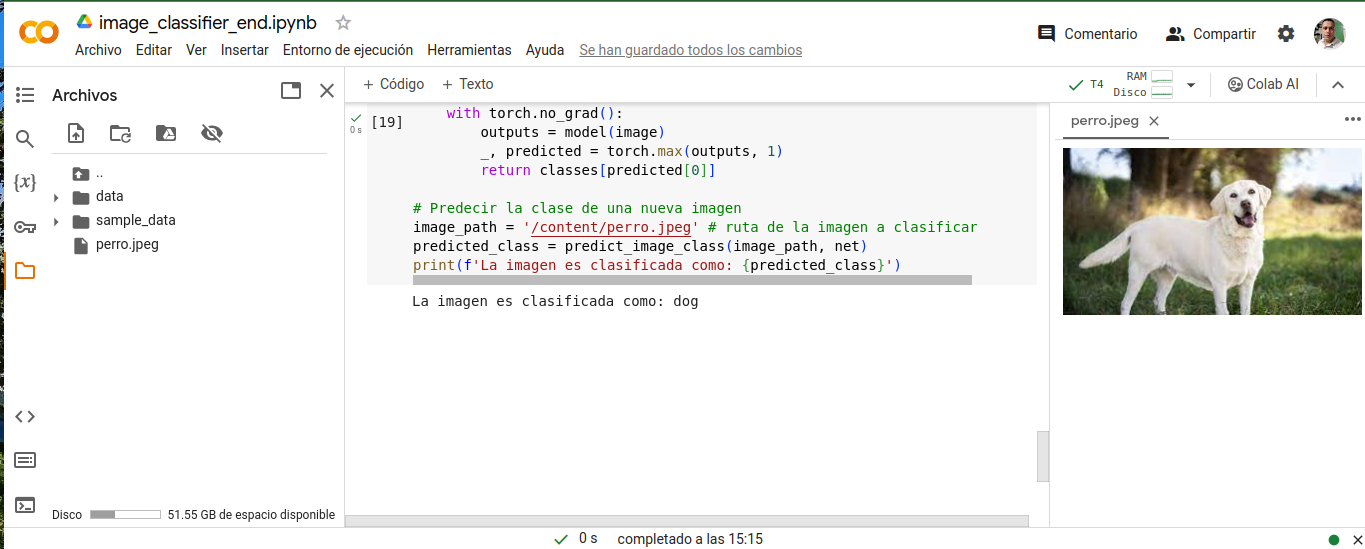 image_classifier_end.ipynb
Archivo Editar Ver Insertar Entorno de ejecución Herramientas Ayuda Se han guardado todos los cambios
Comentario Compartir
Archivos
+ Código + Texto
T4 RAM
Disco
Colab AI
{x}
..
data
sample_data
perro.jpeg
<>
Disco 51.55 GB de espacio disponible
0 s
[19]
with torch.no_grad():
outputs = model(image)
_, predicted = torch.max(outputs, 1)
return classes[predicted[0]]
# Predecir la clase de una nueva imagen
image_path = '/content/perro.jpeg' # ruta de la imagen a clasificar
predicted_class = predict_image_class(image_path, net)
print(f'La imagen es clasificada como: {predicted_class}')
La imagen es clasificada como: dog
perro.jpeg
0 s completado a las 15:15